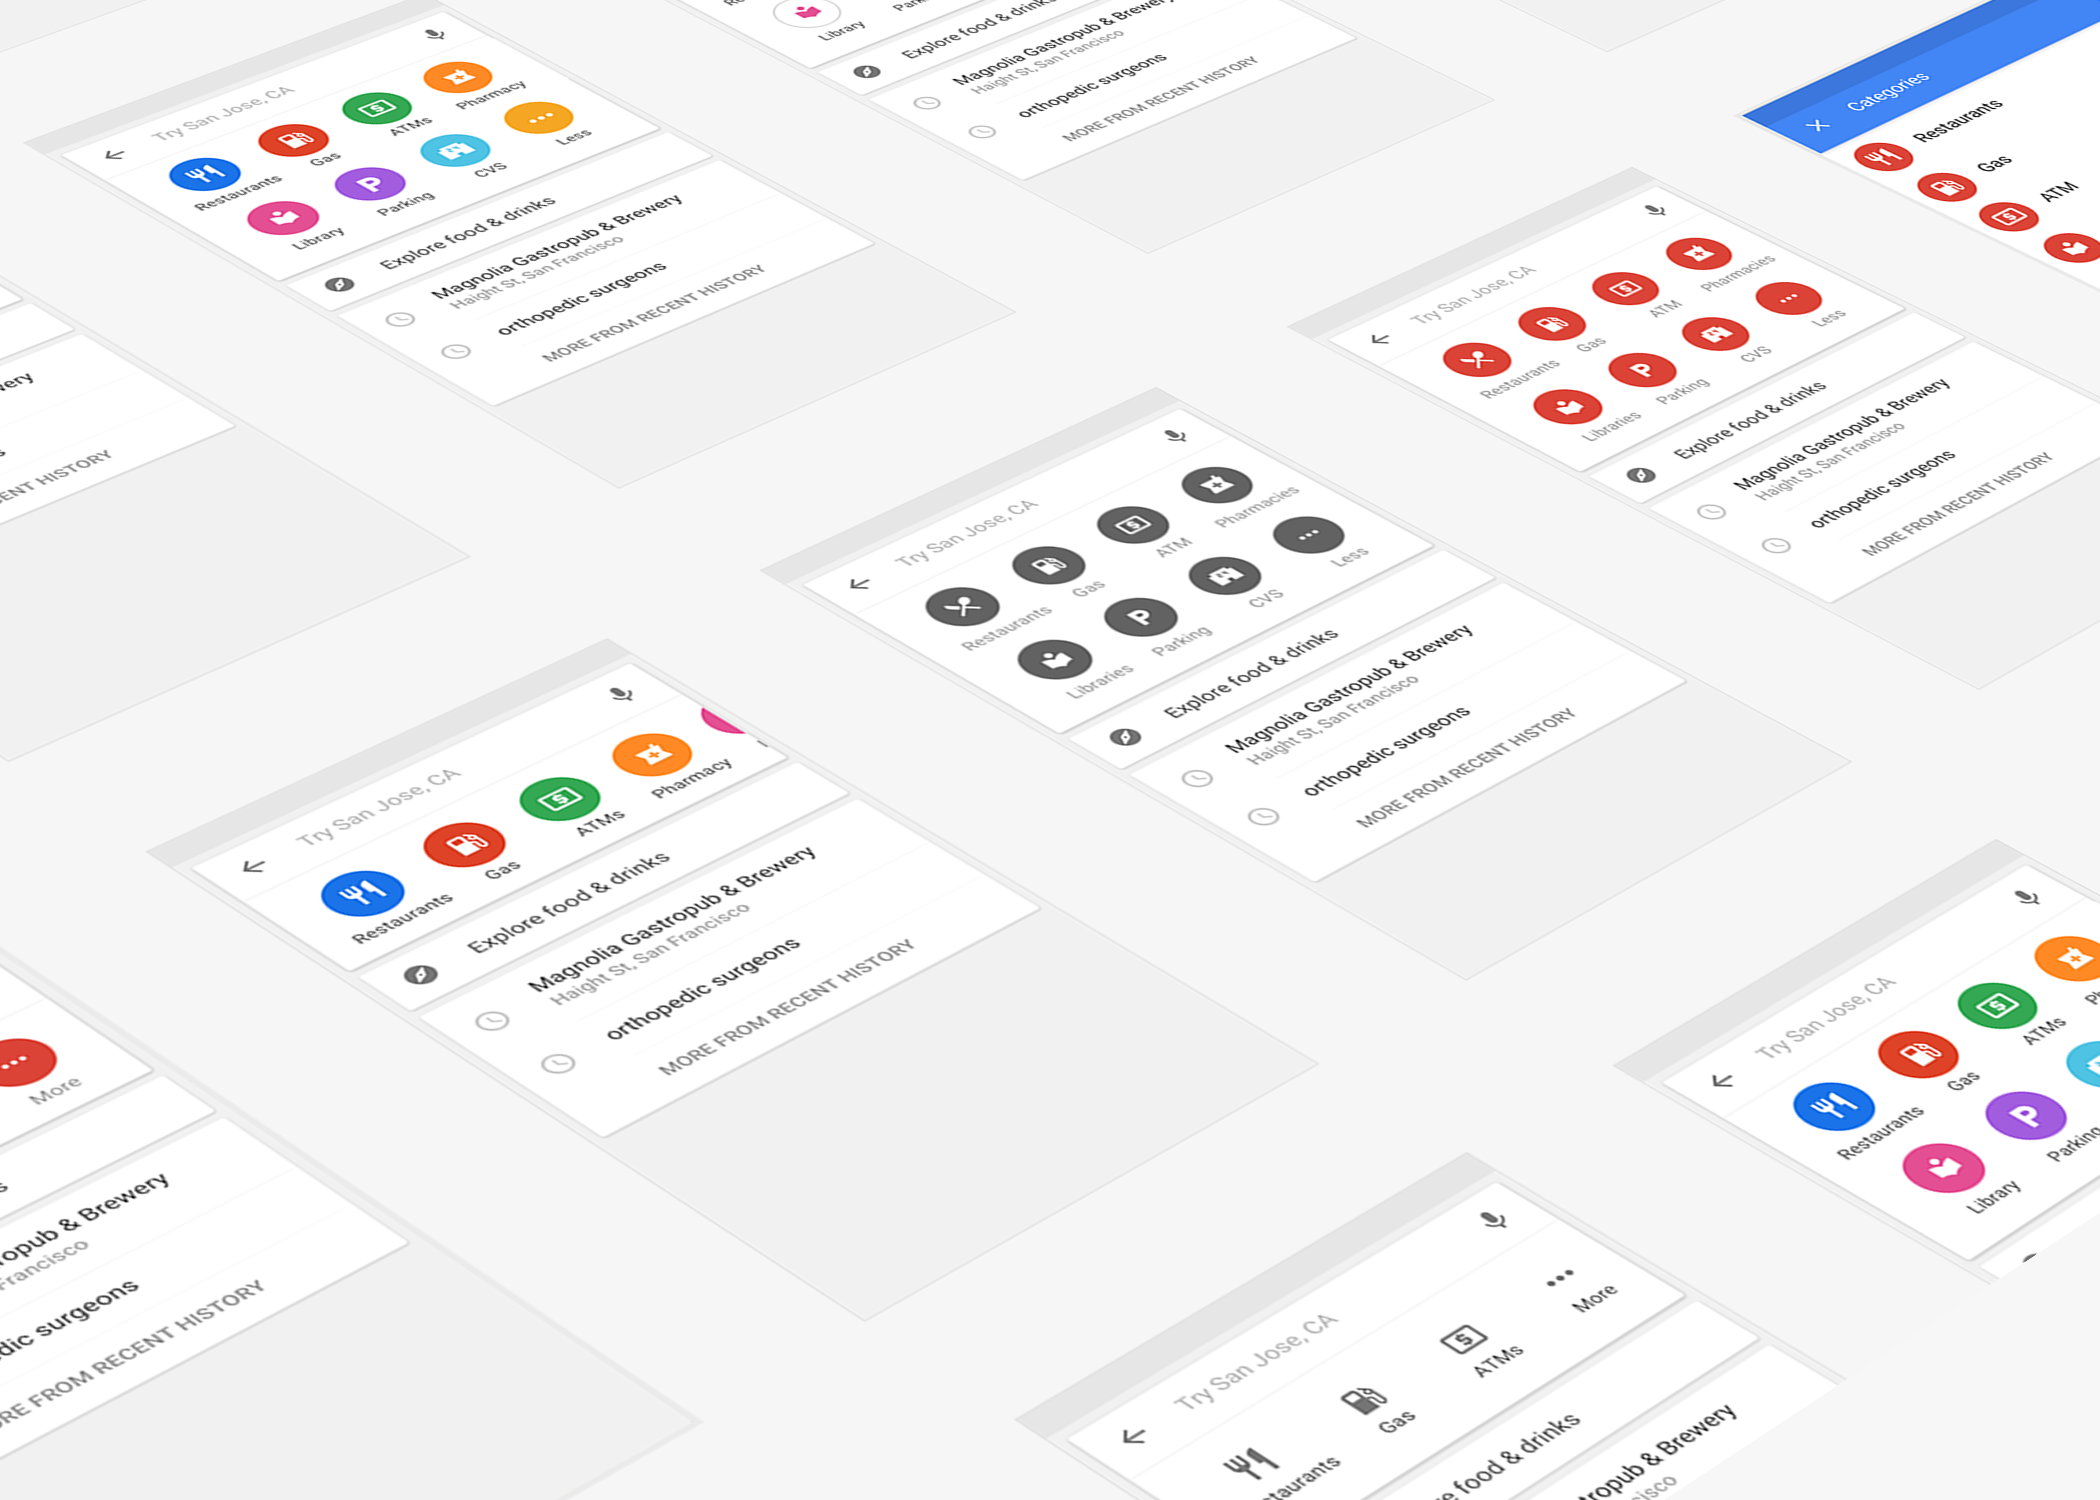 Try San Jose, CA
Restaurants
Gas
ATMs
Pharmacy
Library
Parking
CVS
Less
Explore food & drinks
Magnolia Gastropub & Brewery
Haight St, San Francisco
orthopedic surgeons
MORE FROM RECENT HISTORY
Library
Explore food & drinks
Magnolia Gastropub & Brewery
Haight St, San Francisco
orthopedic surgeons
MORE FROM RECENT HISTORY
Categories
Restaurants
Gas
ATM
Try San Jose, CA
Restaurants
Gas
ATM
Pharmacies
Libraries
Parking
CVS
Less
Explore food & drinks
Magnolia Gastropub & Brewery
Haight St, San Francisco
orthopedic surgeons
MORE FROM RECENT HISTORY
HISTORY
Try San Jose, CA
Restaurants
Gas
ATM
Pharmacies
Libraries
Parking
CVS
Less
Explore food & drinks
Magnolia Gastropub & Brewery
Haight St, San Francisco
orthopedic surgeons
MORE FROM RECENT HISTORY
Try San Jose, CA
Restaurants
Gas
ATMs
Pharmacy
Explore food & drinks
Magnolia Gastropub & Brewery
Haight St, San Francisco
orthopedic surgeons
MORE FROM RECENT HISTORY
Try San Jose, CA
Restaurants
Gas
ATMs
Library
Parking
More
opub & Brewery
Francisco
dic surgeons
RE FROM RECENT HISTORY
Try San Jose, CA
taurants
Gas
ATMs
More
e food & drinks
tropub & Brewery
cisco